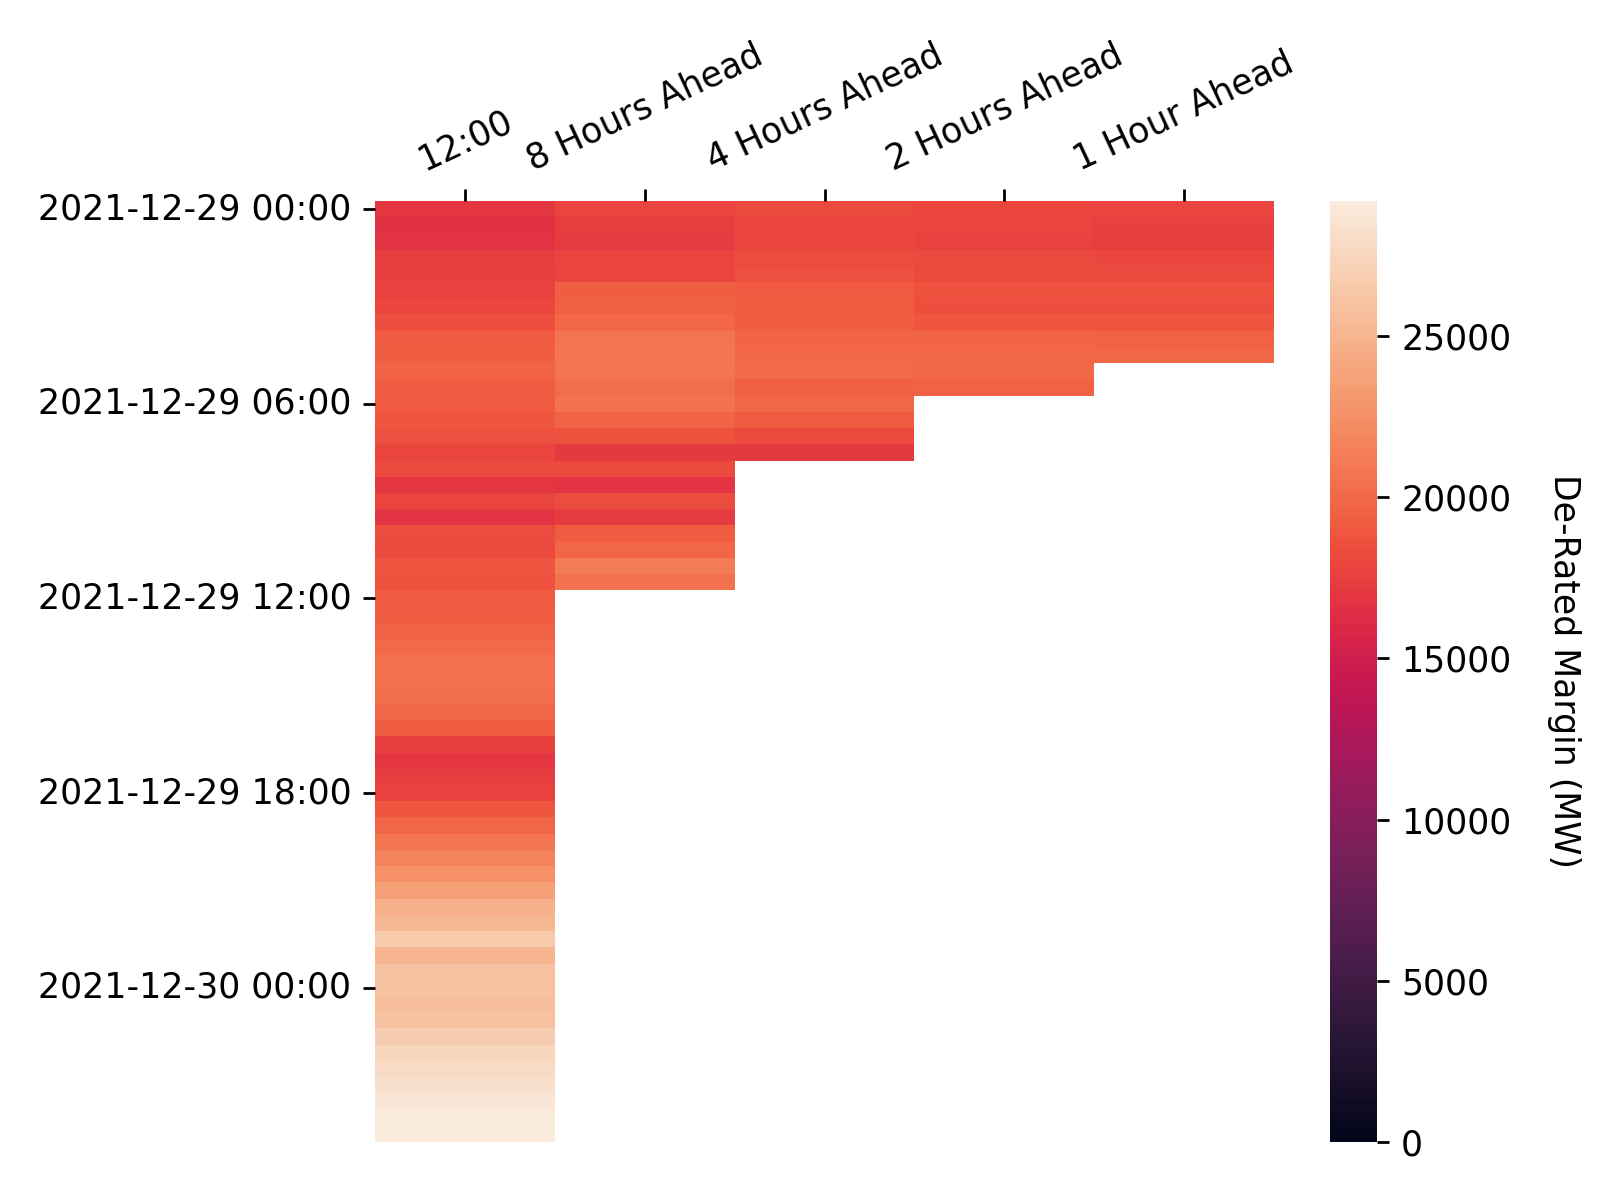 12:00
8 Hours Ahead
4 Hours Ahead
2 Hours Ahead
1 Hour Ahead
2021-12-29 00:00
2021-12-29 06:00
2021-12-29 12:00
2021-12-29 18:00
2021-12-30 00:00
25000
20000
15000
10000
5000
0
De-Rated Margin (MW)